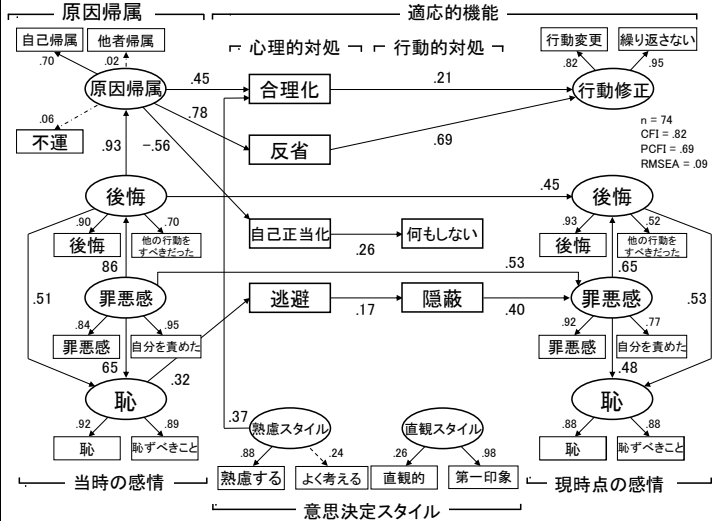 原因帰属
適応的機能
自己帰属
他者帰属
心理的対処
行動的対処
行動変更
繰り返さない
.70
.02
.82
.95
原因帰属
.45
合理化
.21
行動修正
.06
.78
不運
.93
-.56
反省
.69
n = 74
CFI = .82
PCFI = .69
RMSEA = .09
後悔
.45
後悔
.90
.70
自己正当化
何もしない
.93
.52
後悔
他の行動を
すべきだった
.26
後悔
他の行動を
すべきだった
86
.53
.65
.51
罪悪感
逃避
隠蔽
罪悪感
.53
.84
.95
.17
.40
.92
.77
罪悪感
自分を責めた
罪悪感
自分を責めた
65
.32
.48
恥
.37
熟慮スタイル
直観スタイル
恥
.92
.89
.88
.24
.26
.98
.88
.88
恥
恥ずべきこと
熟慮する
よく考える
直観的
第一印象
恥
恥ずべきこと
当時の感情
現時点の感情
意思決定スタイル